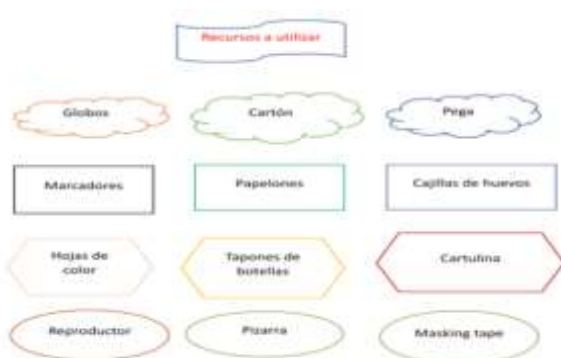 Recursos a utilizar
Globos
Cartón
Pega
Marcadores
Papelones
Cajillas de huevos
Hojas de
color
Tapones de
botellas
Cartulina
Reproductor
Pizarra
Masking tape